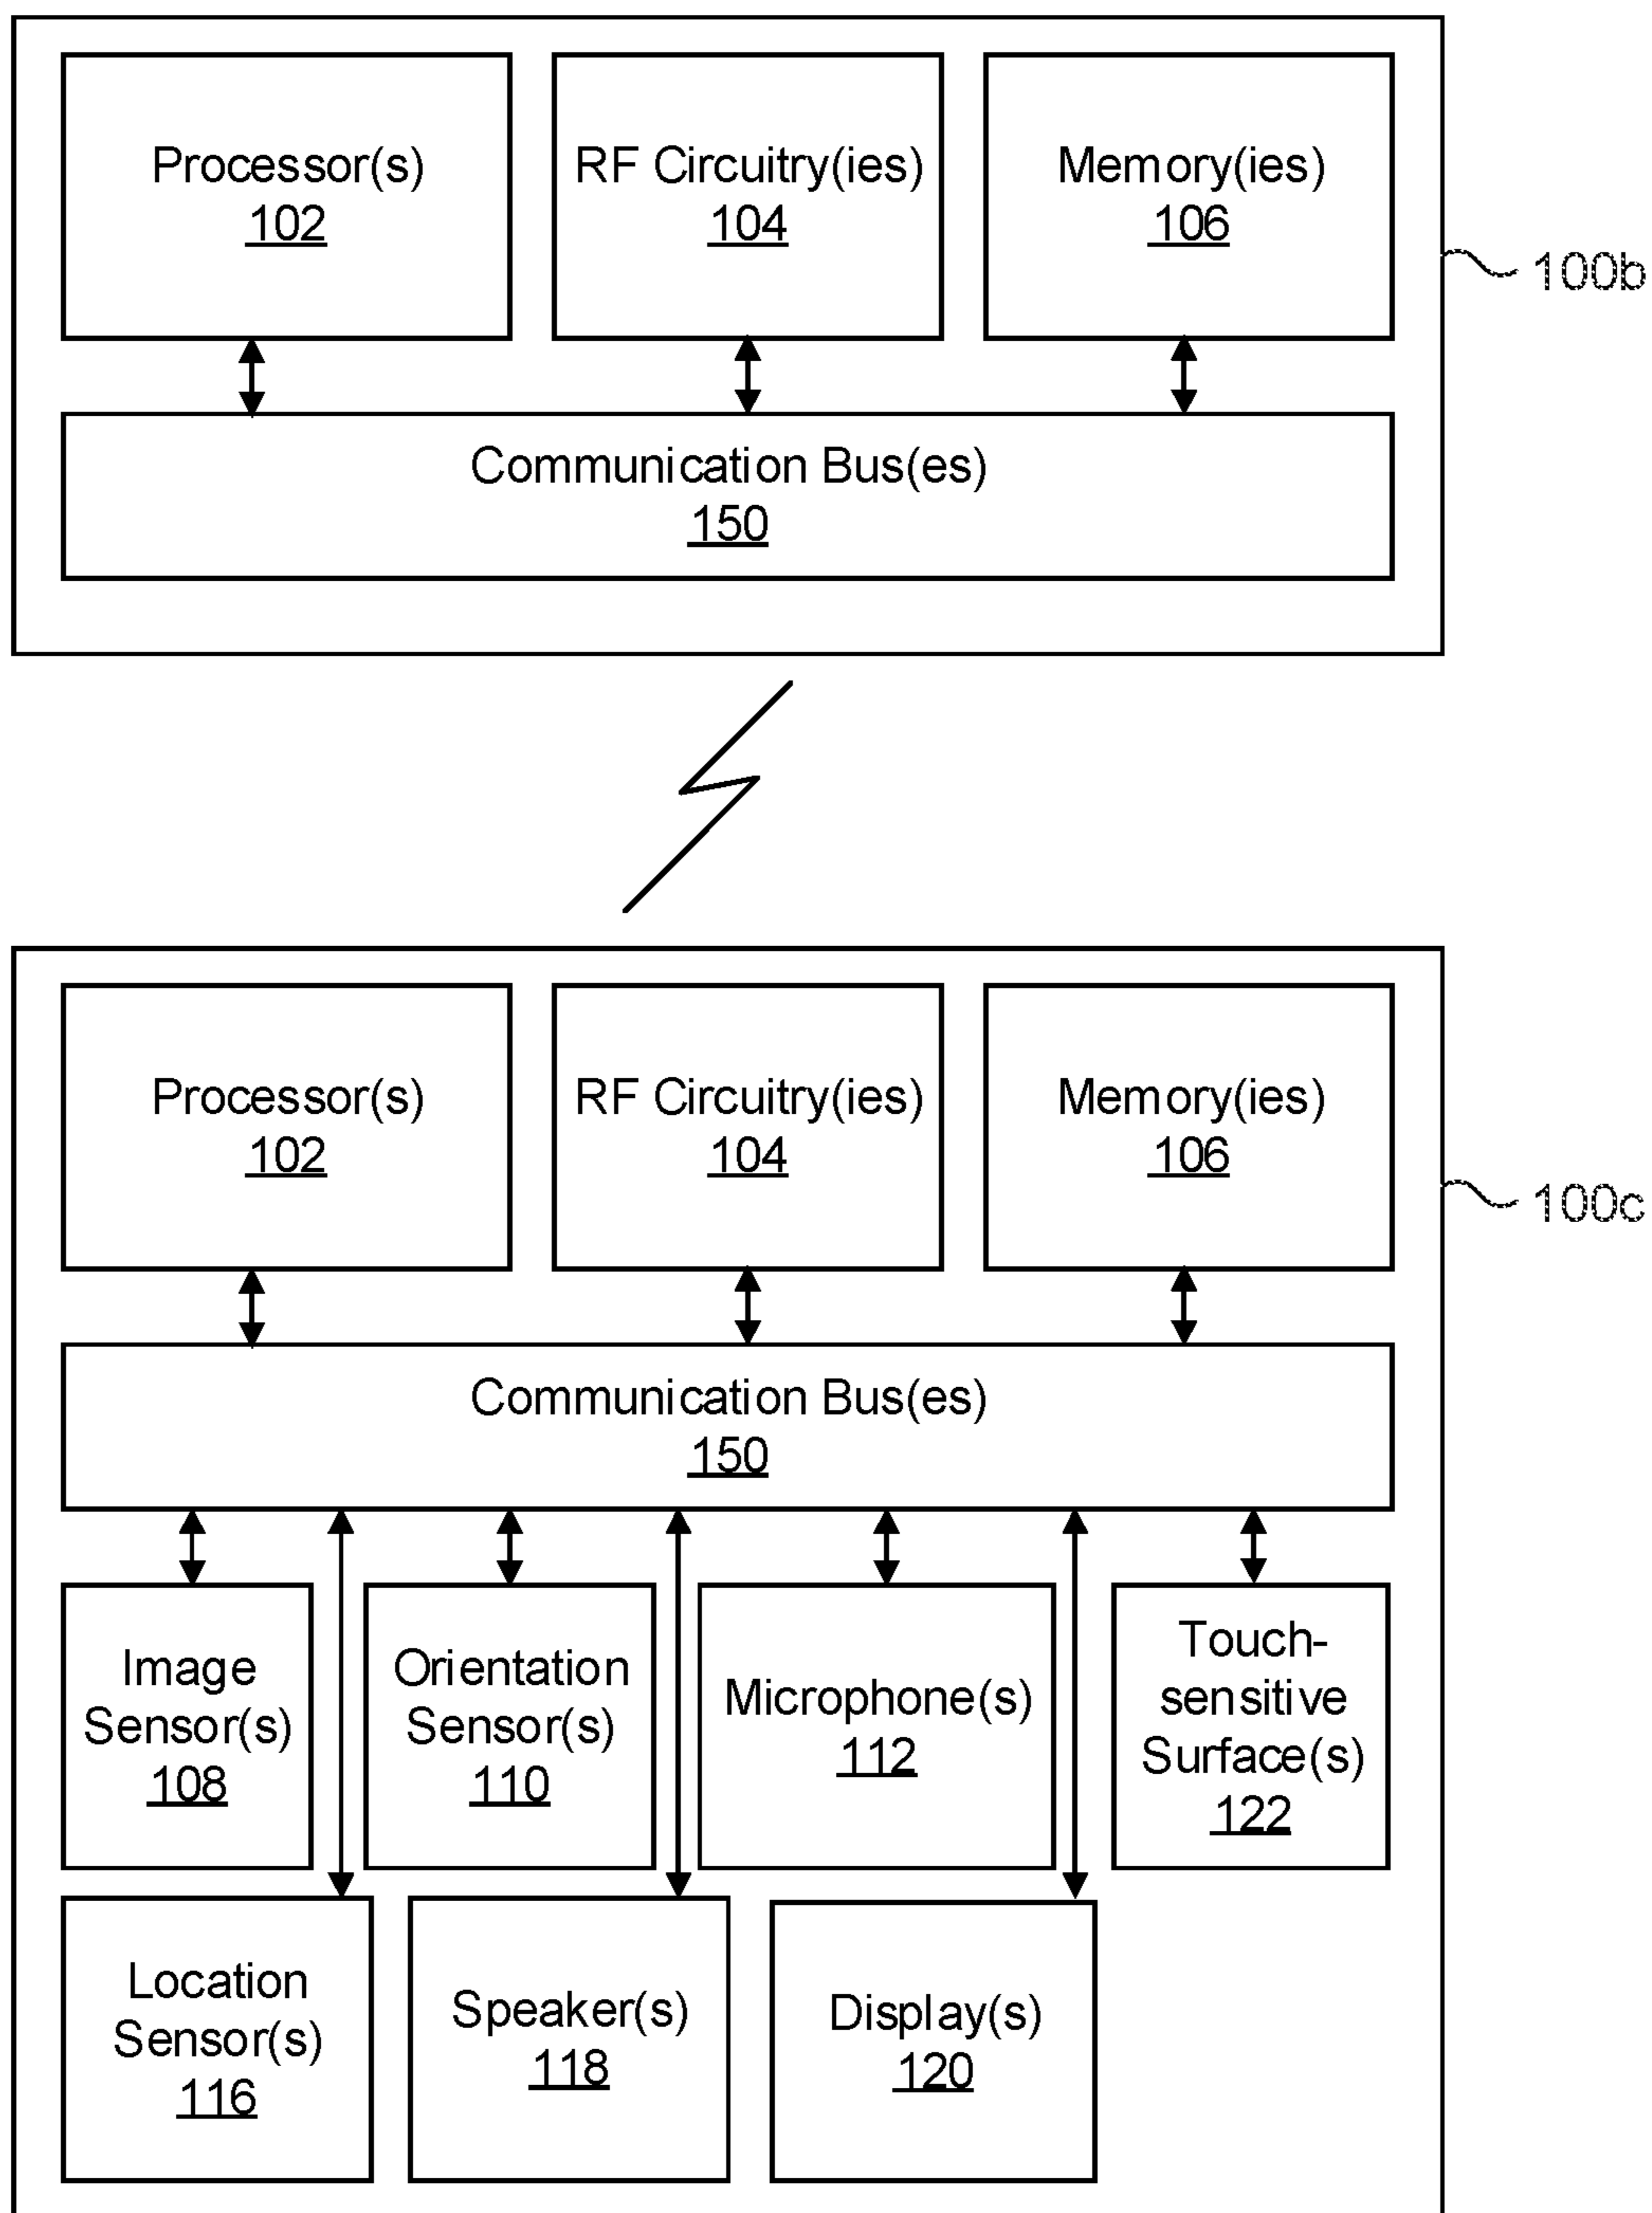 Processor(s)
102
RF Circuitry(ies)
104
Memory(ies)
106
100b
Communication Bus(es)
150
Processor(s)
102
RF Circuitry(ies)
104
Memory(ies)
106
100c
Communication Bus(es)
150
Image
Sensor(s)
108
Orientation
Sensor(s)
110
Microphone(s)
112
Touch-
sensitive
Surface(s)
122
Location
Sensor(s)
116
Speaker(s)
118
Display(s)
120